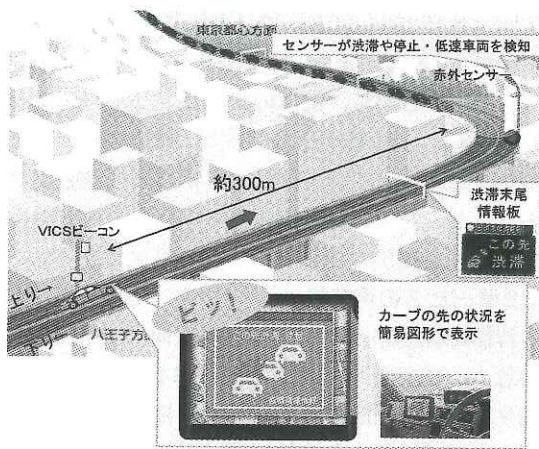 東京都心方面
センサーが渋滞や停止・低速車両を検知
赤外センサ
約300m
渋滞末尾
情報板
この先
渋滞
VICSビーコン
上り→
下り←
八王子方
ピッ!
カーブの先の状況を
簡易図形で表示